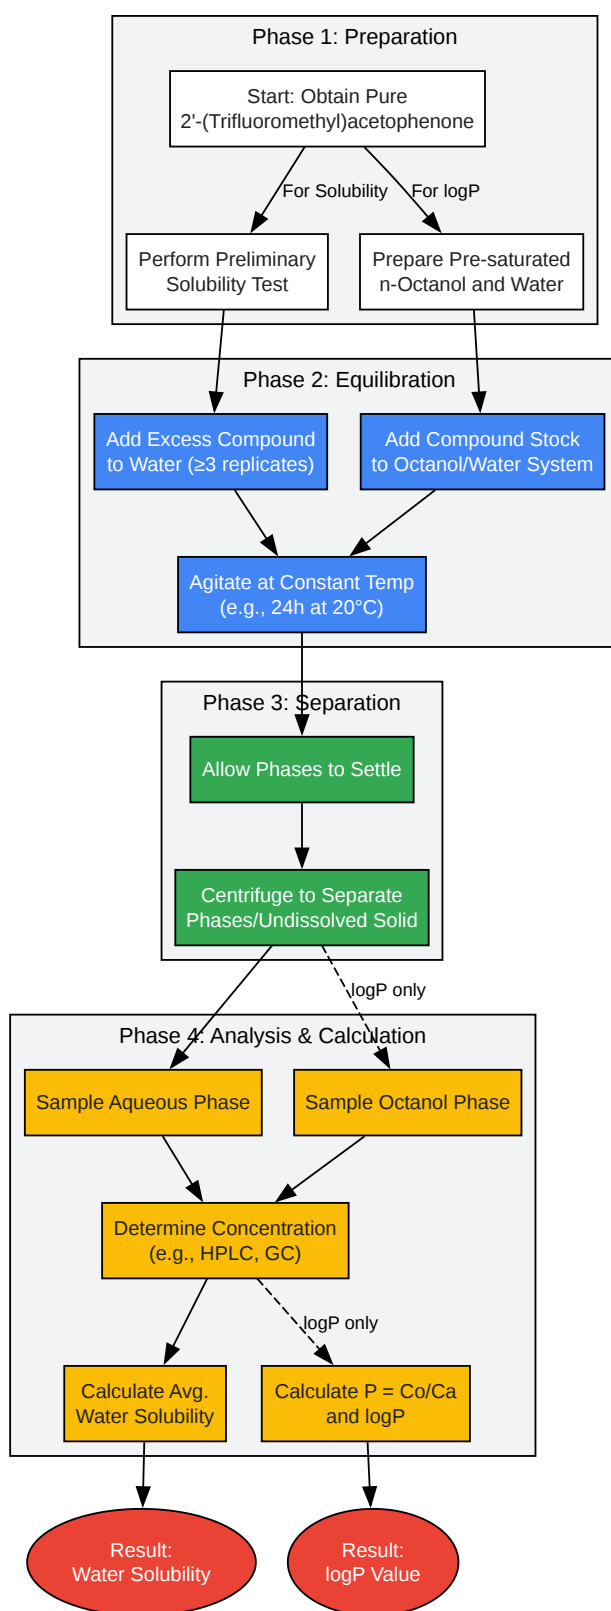 Phase 1: Preparation
Start: Obtain Pure
2'-(Trifluoromethyl)acetophenone
For Solubility
For logP
Perform Preliminary
Solubility Test
Prepare Pre-saturated
n-Octanol and Water
Phase 2: Equilibration
Add Excess Compound
to Water (≥3 replicates)
Add Compound Stock
to Octanol/Water System
Agitate at Constant Temp
(e.g., 24h at 20°C)
Phase 3: Separation
Allow Phases to Settle
Centrifuge to Separate
Phases/Undissolved Solid
logP only
Phase 4: Analysis & Calculation
Sample Aqueous Phase
Sample Octanol Phase
Determine Concentration
(e.g., HPLC, GC)
logP only
Calculate Avg.
Water Solubility
Calculate P = Co/Ca
and logP
Result:
Water Solubility
Result:
logP Value